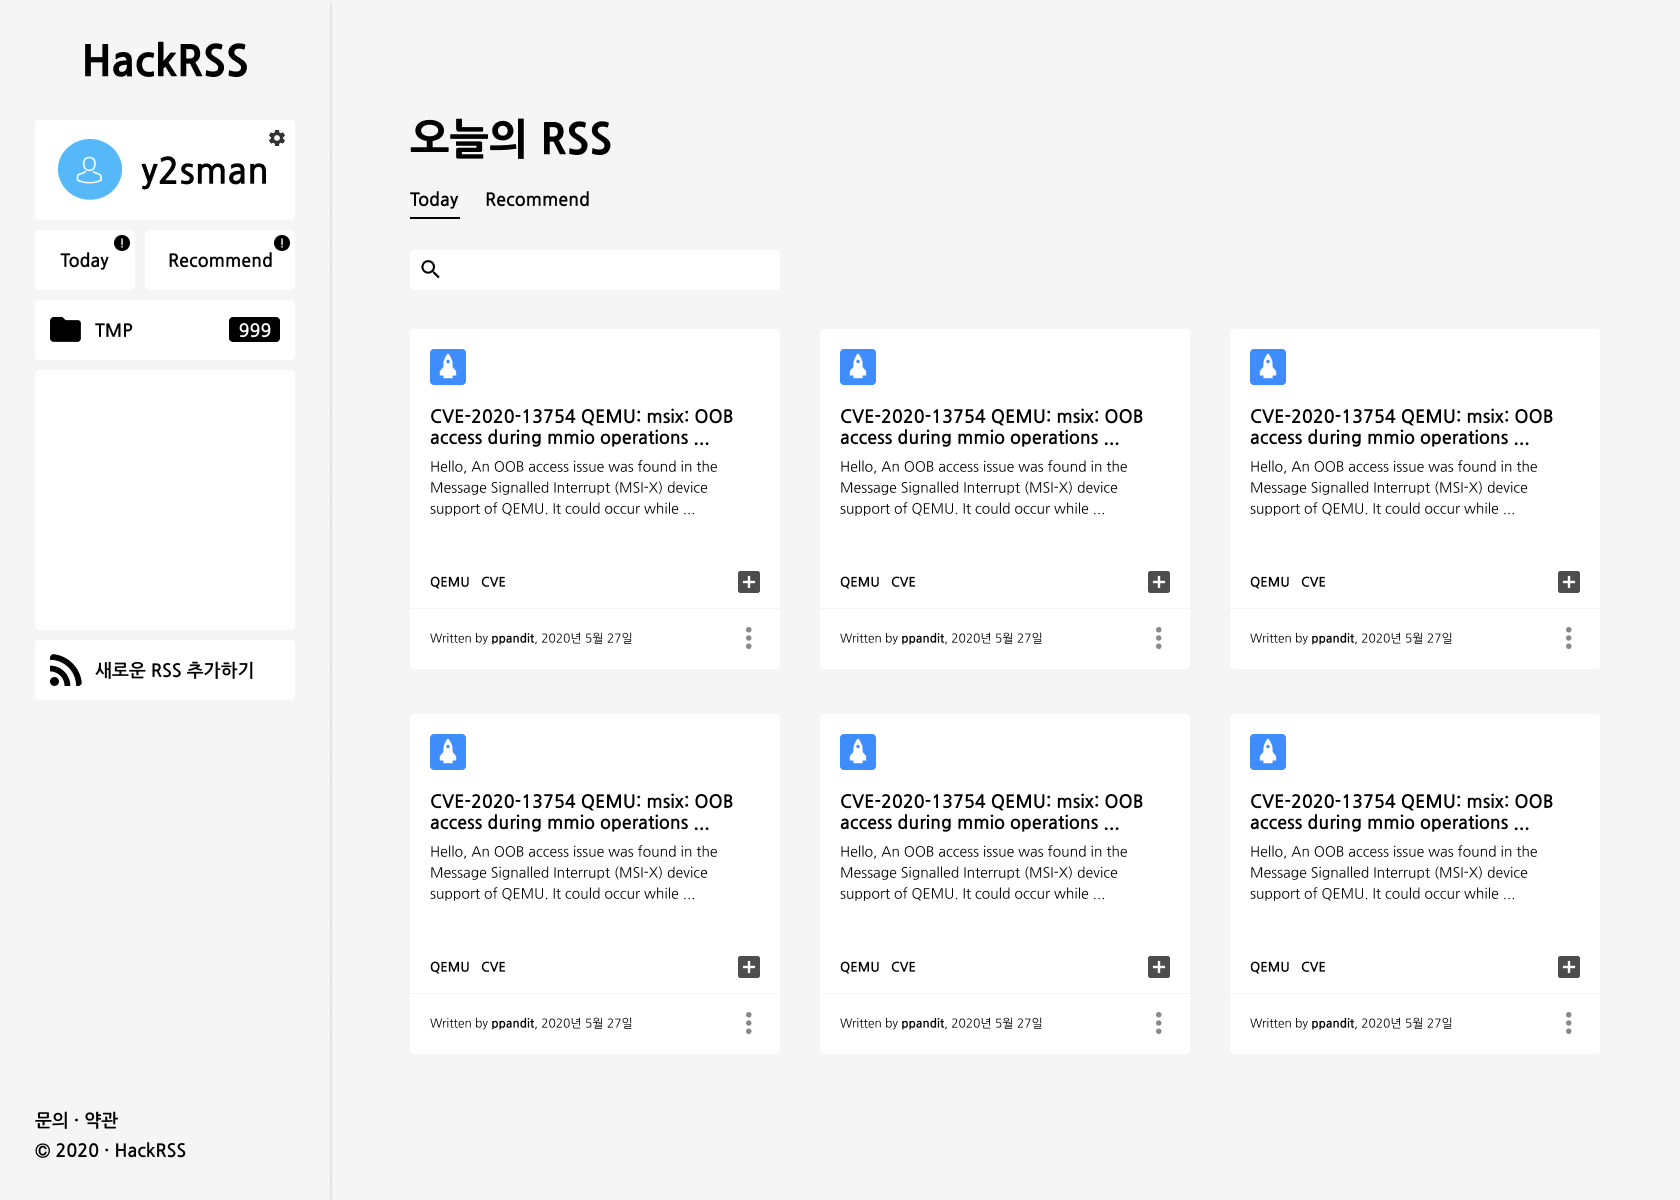 HackRSS
y2sman
Today
Recommend
TMP
999
새로운 RSS 추가하기
문의 · 약관
© 2020 · HackRSS
오늘의 RSS
Today
Recommend
CVE-2020-13754 QEMU: msix: OOB
access during mmio operations ...
Hello, An OOB access issue was found in the
Message Signalled Interrupt (MSI-X) device
support of QEMU. It could occur while ...
QEMU CVE
Written by ppandit, 2020년 5월 27일
CVE-2020-13754 QEMU: msix: OOB
access during mmio operations ...
Hello, An OOB access issue was found in the
Message Signalled Interrupt (MSI-X) device
support of QEMU. It could occur while ...
QEMU CVE
Written by ppandit, 2020년 5월 27일
CVE-2020-13754 QEMU: msix: OOB
access during mmio operations ...
Hello, An OOB access issue was found in the
Message Signalled Interrupt (MSI-X) device
support of QEMU. It could occur while ...
QEMU CVE
Written by ppandit, 2020년 5월 27일
CVE-2020-13754 QEMU: msix: OOB
access during mmio operations ...
Hello, An OOB access issue was found in the
Message Signalled Interrupt (MSI-X) device
support of QEMU. It could occur while ...
QEMU CVE
Written by ppandit, 2020년 5월 27일
CVE-2020-13754 QEMU: msix: OOB
access during mmio operations ...
Hello, An OOB access issue was found in the
Message Signalled Interrupt (MSI-X) device
support of QEMU. It could occur while ...
QEMU CVE
Written by ppandit, 2020년 5월 27일
CVE-2020-13754 QEMU: msix: OOB
access during mmio operations ...
Hello, An OOB access issue was found in the
Message Signalled Interrupt (MSI-X) device
support of QEMU. It could occur while ...
QEMU CVE
Written by ppandit, 2020년 5월 27일